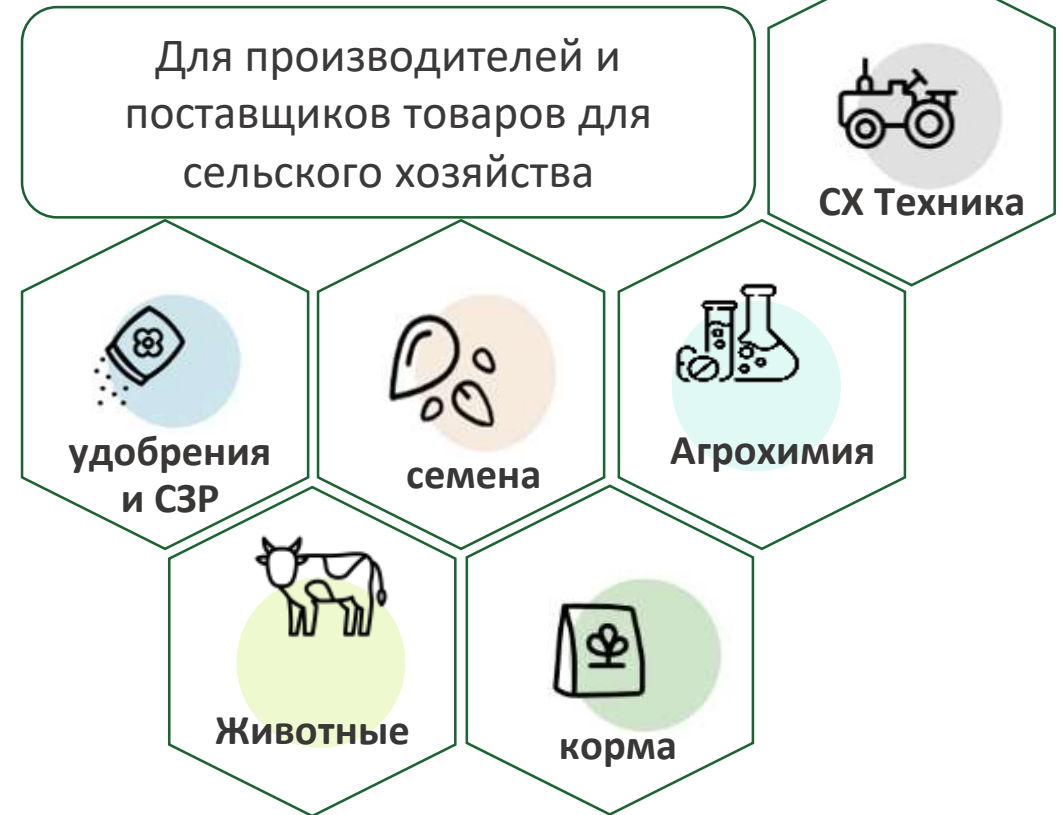 Для производителей и
поставщиков товаров для
сельского хозяйства
СХ Техника
удобрения
и СЗР
семена
Агрохимия
Животные
корма